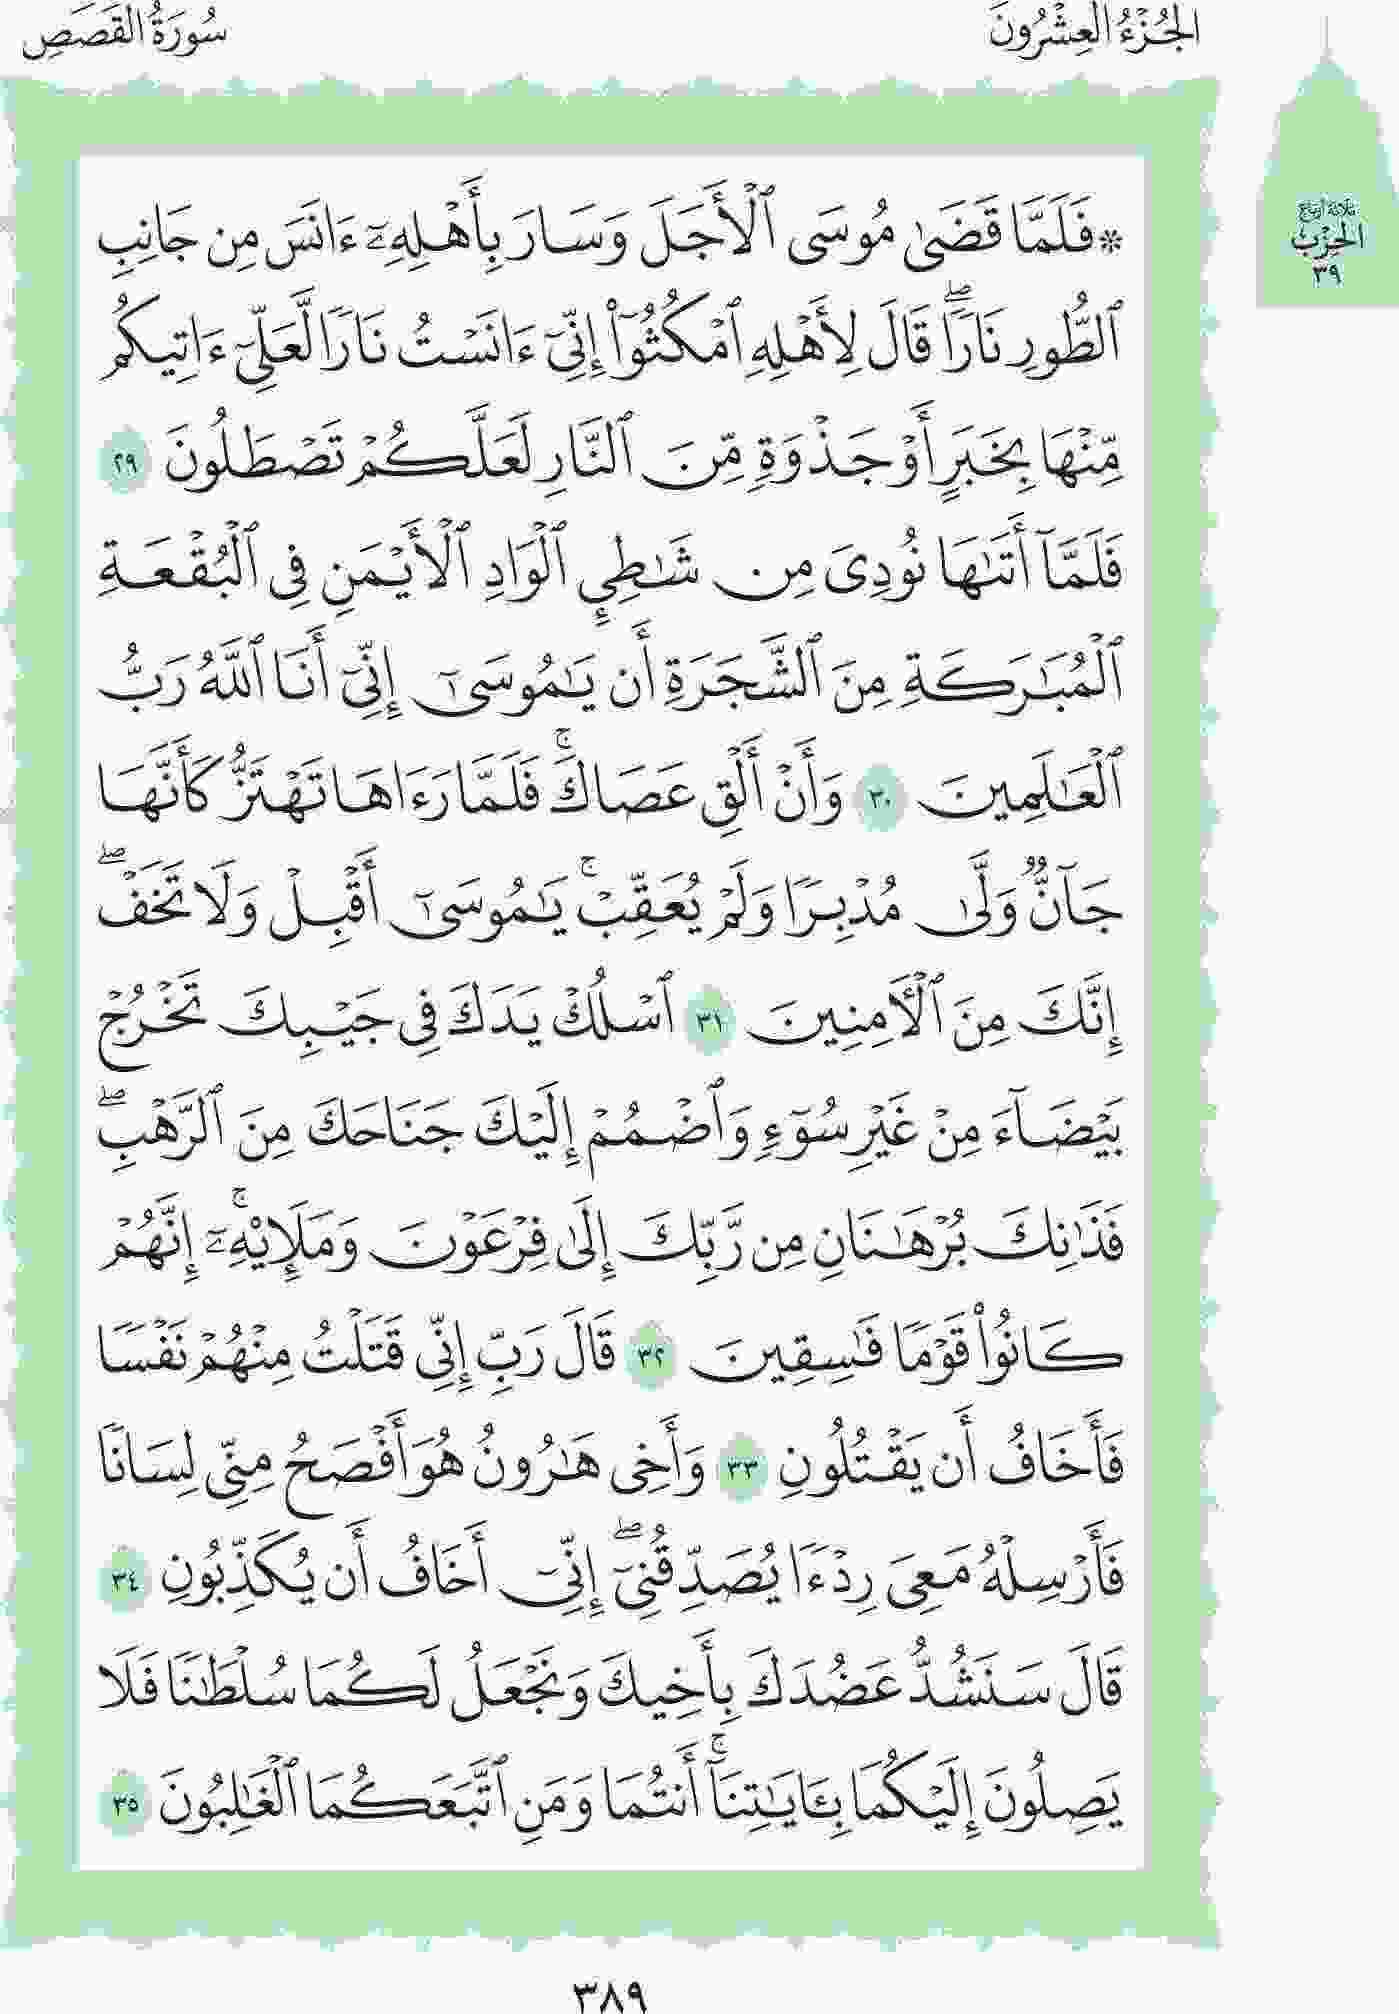 الجُزْءُ العِشْرُونَ
سُورَةُ القَصَصِ
ثلاثة أرباع
الحِزْب
٣٩
۞ فَلَمَّا قَضَىٰ مُوسَى ٱلْأَجَلَ وَسَارَ بِأَهْلِهِۦٓ ءَانَسَ مِن جَانِبِ
ٱلطُّورِ نَارًاۖ قَالَ لِأَهْلِهِ ٱمْكُثُوٓا۟ إِنِّىٓ ءَانَسْتُ نَارًا لَّعَلِّىٓ ءَاتِيكُم
مِّنْهَا بِخَبَرٍ أَوْ جَذْوَةٍ مِّنَ ٱلنَّارِ لَعَلَّكُمْ تَصْطَلُونَ ٢٩
فَلَمَّآ أَتَىٰهَا نُودِىَ مِن شَـٰطِئِ ٱلْوَادِ ٱلْأَيْمَنِ فِى ٱلْبُقْعَةِ
ٱلْمُبَـٰرَكَةِ مِنَ ٱلشَّجَرَةِ أَن يَـٰمُوسَىٰٓ إِنِّىٓ أَنَا ٱللَّهُ رَبُّ
ٱلْعَـٰلَمِينَ ٣٠ وَأَنْ أَلْقِ عَصَاكَۚ فَلَمَّا رَءَاهَا تَهْتَزُّ كَأَنَّهَا
جَآنٌّ وَلَّىٰ مُدْبِرًا وَلَمْ يُعَقِّبْۚ يَـٰمُوسَىٰٓ أَقْبِلْ وَلَا تَخَفْۖ
إِنَّكَ مِنَ ٱلْـَٔامِنِينَ ٣١ ٱسْلُكْ يَدَكَ فِى جَيْبِكَ تَخْرُجْ
بَيْضَآءَ مِنْ غَيْرِ سُوٓءٍ وَٱضْمُمْ إِلَيْكَ جَنَاحَكَ مِنَ ٱلرَّهْبِۖ
فَذَٰنِكَ بُرْهَـٰنَانِ مِن رَّبِّكَ إِلَىٰ فِرْعَوْنَ وَمَلَإِي۟هِۦٓۚ إِنَّهُمْ
كَانُوا۟ قَوْمًا فَـٰسِقِينَ ٣٢ قَالَ رَبِّ إِنِّى قَتَلْتُ مِنْهُمْ نَفْسًا
فَأَخَافُ أَن يَقْتُلُونِ ٣٣ وَأَخِى هَـٰرُونُ هُوَ أَفْصَحُ مِنِّى لِسَانًا
فَأَرْسِلْهُ مَعِىَ رِدْءًا يُصَدِّقُنِىٓۖ إِنِّىٓ أَخَافُ أَن يُكَذِّبُونِ ٣٤
قَالَ سَنَشُدُّ عَضُدَكَ بِأَخِيكَ وَنَجْعَلُ لَكُمَا سُلْطَـٰنًا فَلَا
يَصِلُونَ إِلَيْكُمَا بِـَٔايَـٰتِنَآۚ أَنتُمَا وَمَنِ ٱتَّبَعَكُمَا ٱلْغَـٰلِبُونَ ٣٥
٣٨٩